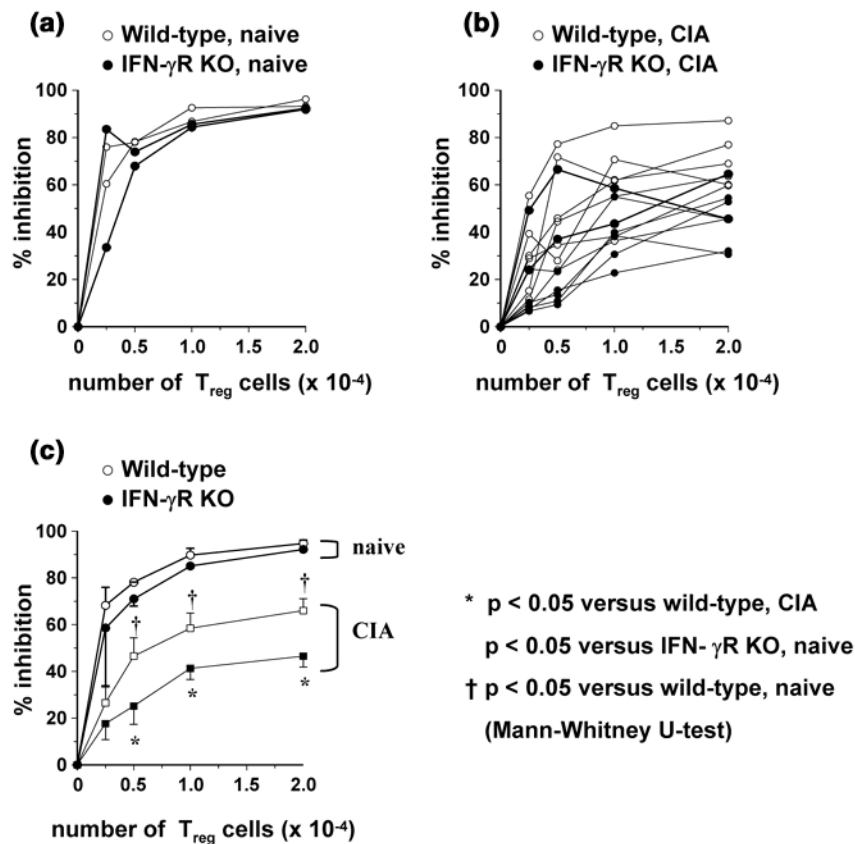 (a)
○ Wild-type, naive
● IFN-γR KO, naive
100
80
60
40
20
0
% inhibition
0 0.5 1.0 1.5 2.0
number of Treg cells (x 10-4)
(b)
○ Wild-type, CIA
● IFN-γR KO, CIA
100
80
60
40
20
0
% inhibition
0 0.5 1.0 1.5 2.0
number of Treg cells (x 10-4)
(c)
○ Wild-type
● IFN-γR KO
100
80
60
40
20
0
% inhibition
naive
† † †
CIA
* * *
0 0.5 1.0 1.5 2.0
number of Treg cells (x 10-4)
* p < 0.05 versus wild-type, CIA
p < 0.05 versus IFN- γR KO, naive
† p < 0.05 versus wild-type, naive
(Mann-Whitney U-test)